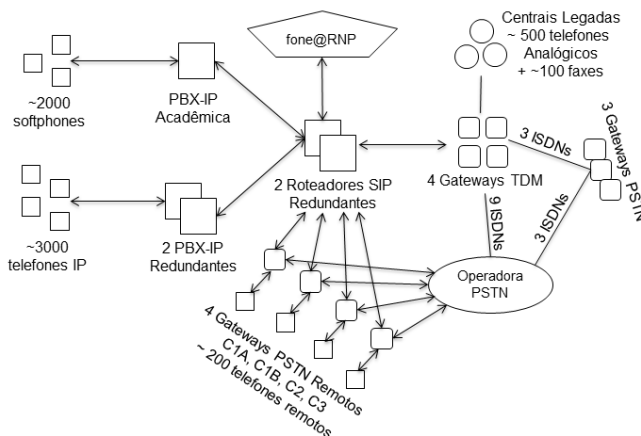 fone@RNP
Centrais Legadas
~ 500 telefones
Analógicos
+ ~100 faxes
~2000
softphones
PBX-IP
Acadêmica
2 Roteadores SIP
Redundantes
4 Gateways TDM
3 ISDNs
3 Gateways PSTN
9 ISDNs
3 ISDNs
~3000
telefones IP
2 PBX-IP
Redundantes
Operadora
PSTN
4 Gateways PSTN Remotos
C1A, C1B, C2, C3
~ 200 telefones remotos